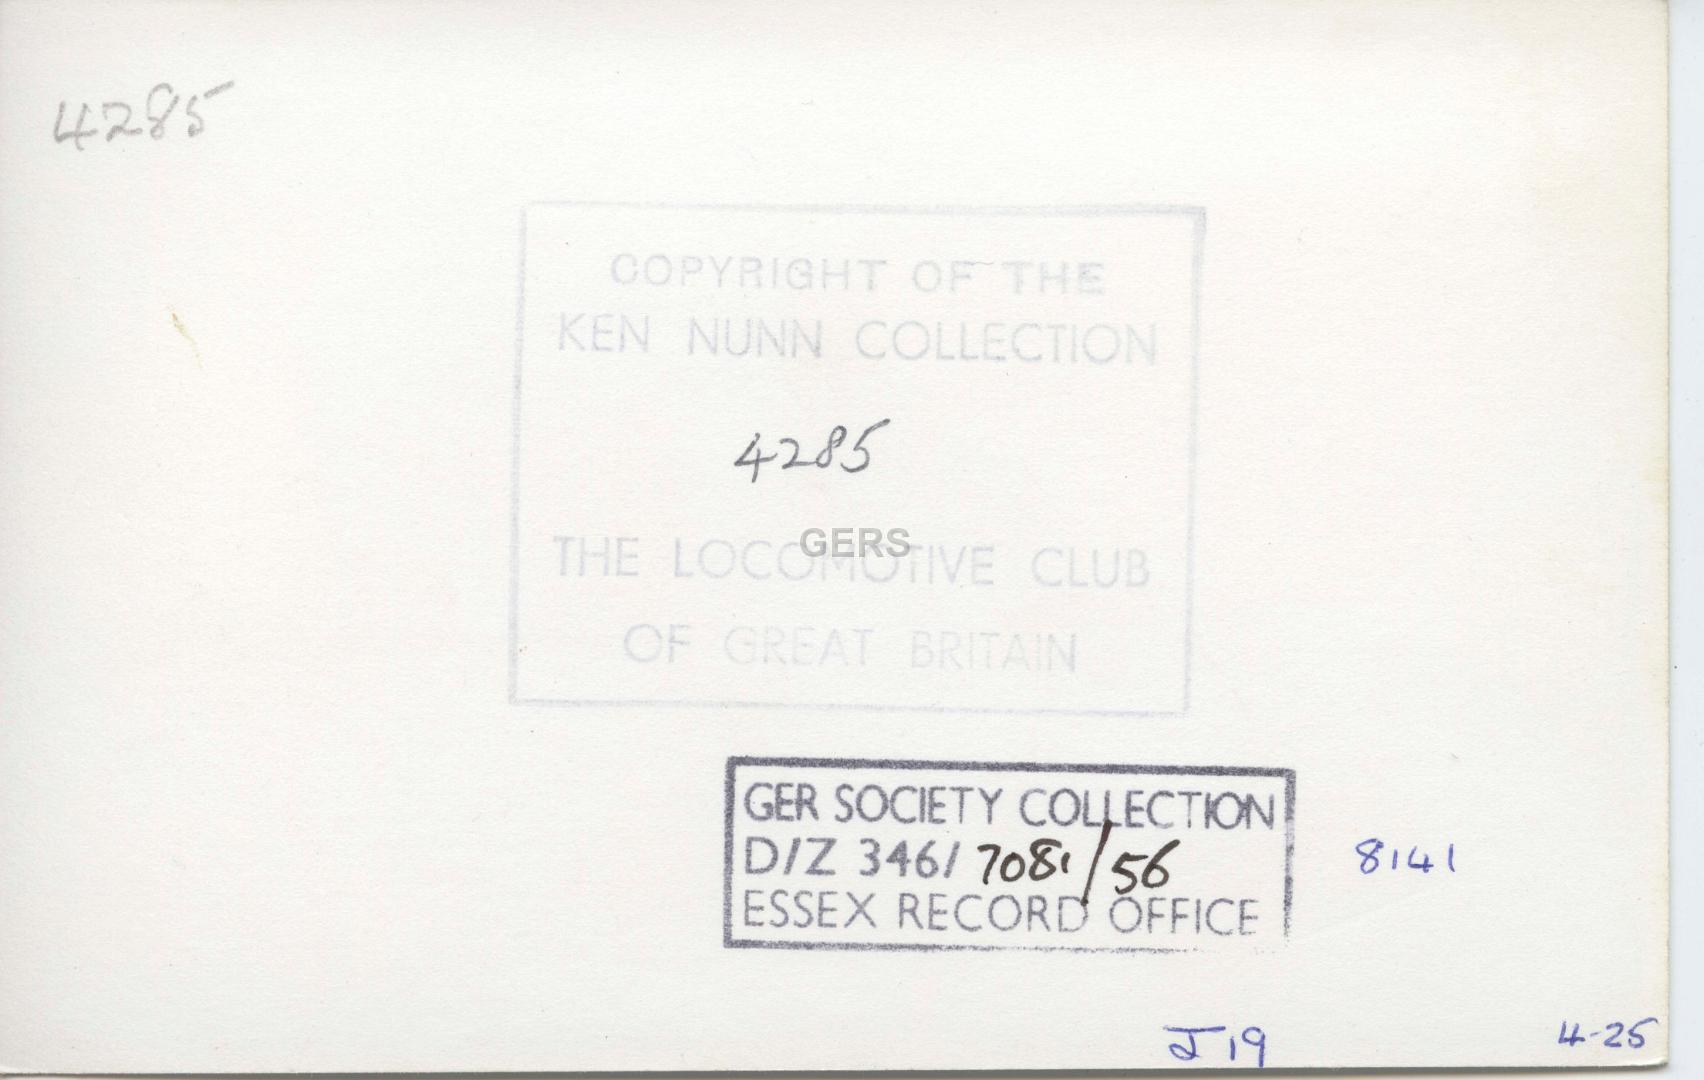 4285
COPYRIGHT OF THE
KEN NUNN COLLECTION
4285
GERS
THE LOCOMOTIVE CLUB
OF GREAT BRITAIN
GER SOCIETY COLLECTION
D/Z 346/ 7081/56
ESSEX RECORD OFFICE
8141
J19
4-25